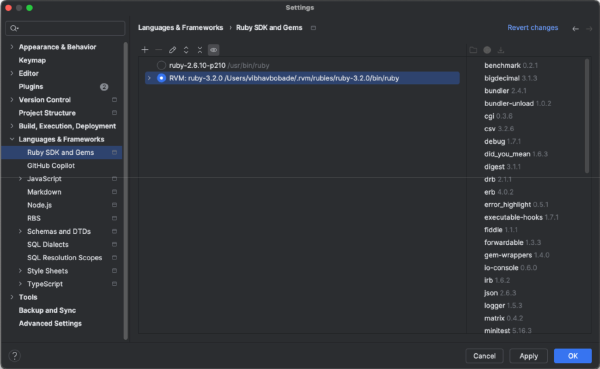 Settings
Languages & Frameworks › Ruby SDK and Gems
Revert changes
Appearance & Behavior
Keymap
Editor
Plugins 2
Version Control
Project Structure
Build, Execution, Deployment
Languages & Frameworks
Ruby SDK and Gems
GitHub Copilot
JavaScript
Markdown
Node.js
RBS
Schemas and DTDs
SQL Dialects
SQL Resolution Scopes
Style Sheets
TypeScript
Tools
Backup and Sync
Advanced Settings
ruby-2.6.10-p210 /usr/bin/ruby
RVM: ruby-3.2.0 /Users/vibhavbobade/.rvm/rubies/ruby-3.2.0/bin/ruby
benchmark 0.2.1
bigdecimal 3.1.3
bundler 2.4.1
bundler-unload 1.0.2
cgi 0.3.6
csv 3.2.6
debug 1.7.1
did_you_mean 1.6.3
digest 3.1.1
drb 2.1.1
erb 4.0.2
error_highlight 0.5.1
executable-hooks 1.7.1
fiddle 1.1.1
forwardable 1.3.3
gem-wrappers 1.4.0
io-console 0.6.0
irb 1.6.2
json 2.6.3
logger 1.5.3
matrix 0.4.2
minitest 5.16.3
?
Cancel
Apply
OK